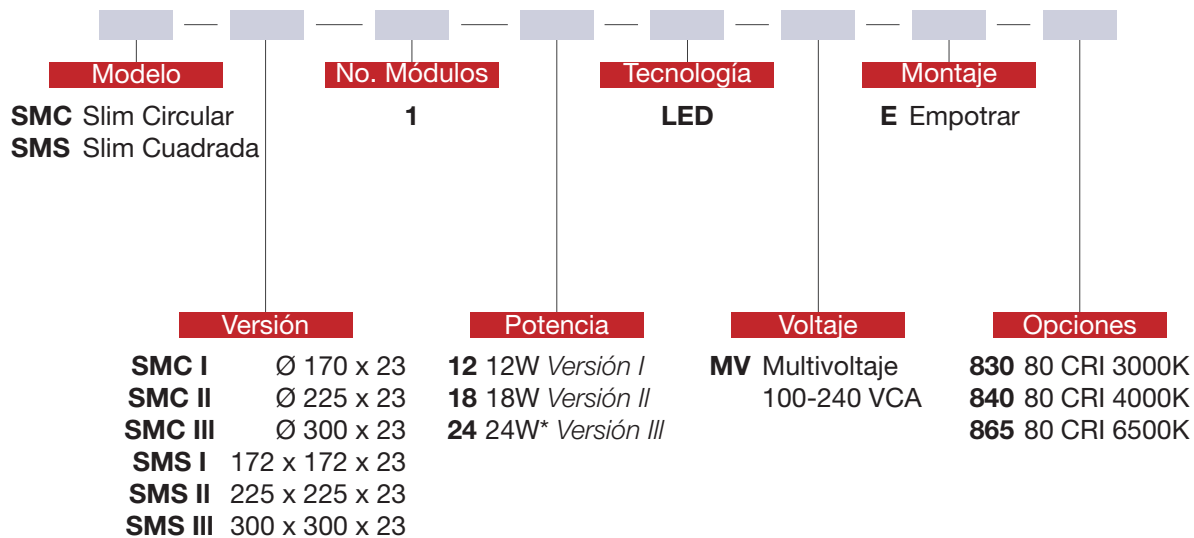 Modelo
SMC Slim Circular
SMS Slim Cuadrada
No. Módulos
1
Tecnología
LED
Montaje
E Empotrar
Versión
SMC I Ø 170 x 23
SMC II Ø 225 x 23
SMC III Ø 300 x 23
SMS I 172 x 172 x 23
SMS II 225 x 225 x 23
SMS III 300 x 300 x 23
Potencia
12 12W Versión I
18 18W Versión II
24 24W* Versión III
Voltaje
MV Multivoltaje
100-240 VCA
Opciones
830 80 CRI 3000K
840 80 CRI 4000K
865 80 CRI 6500K